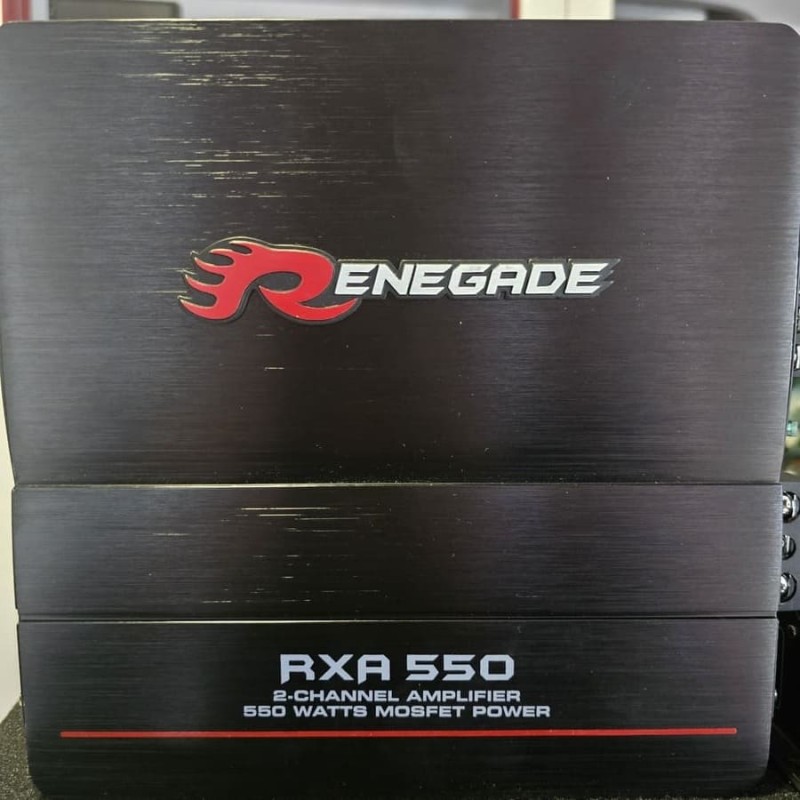 RENEGADE
RXA 550
2-CHANNEL AMPLIFIER
550 WATTS MOSFET POWER